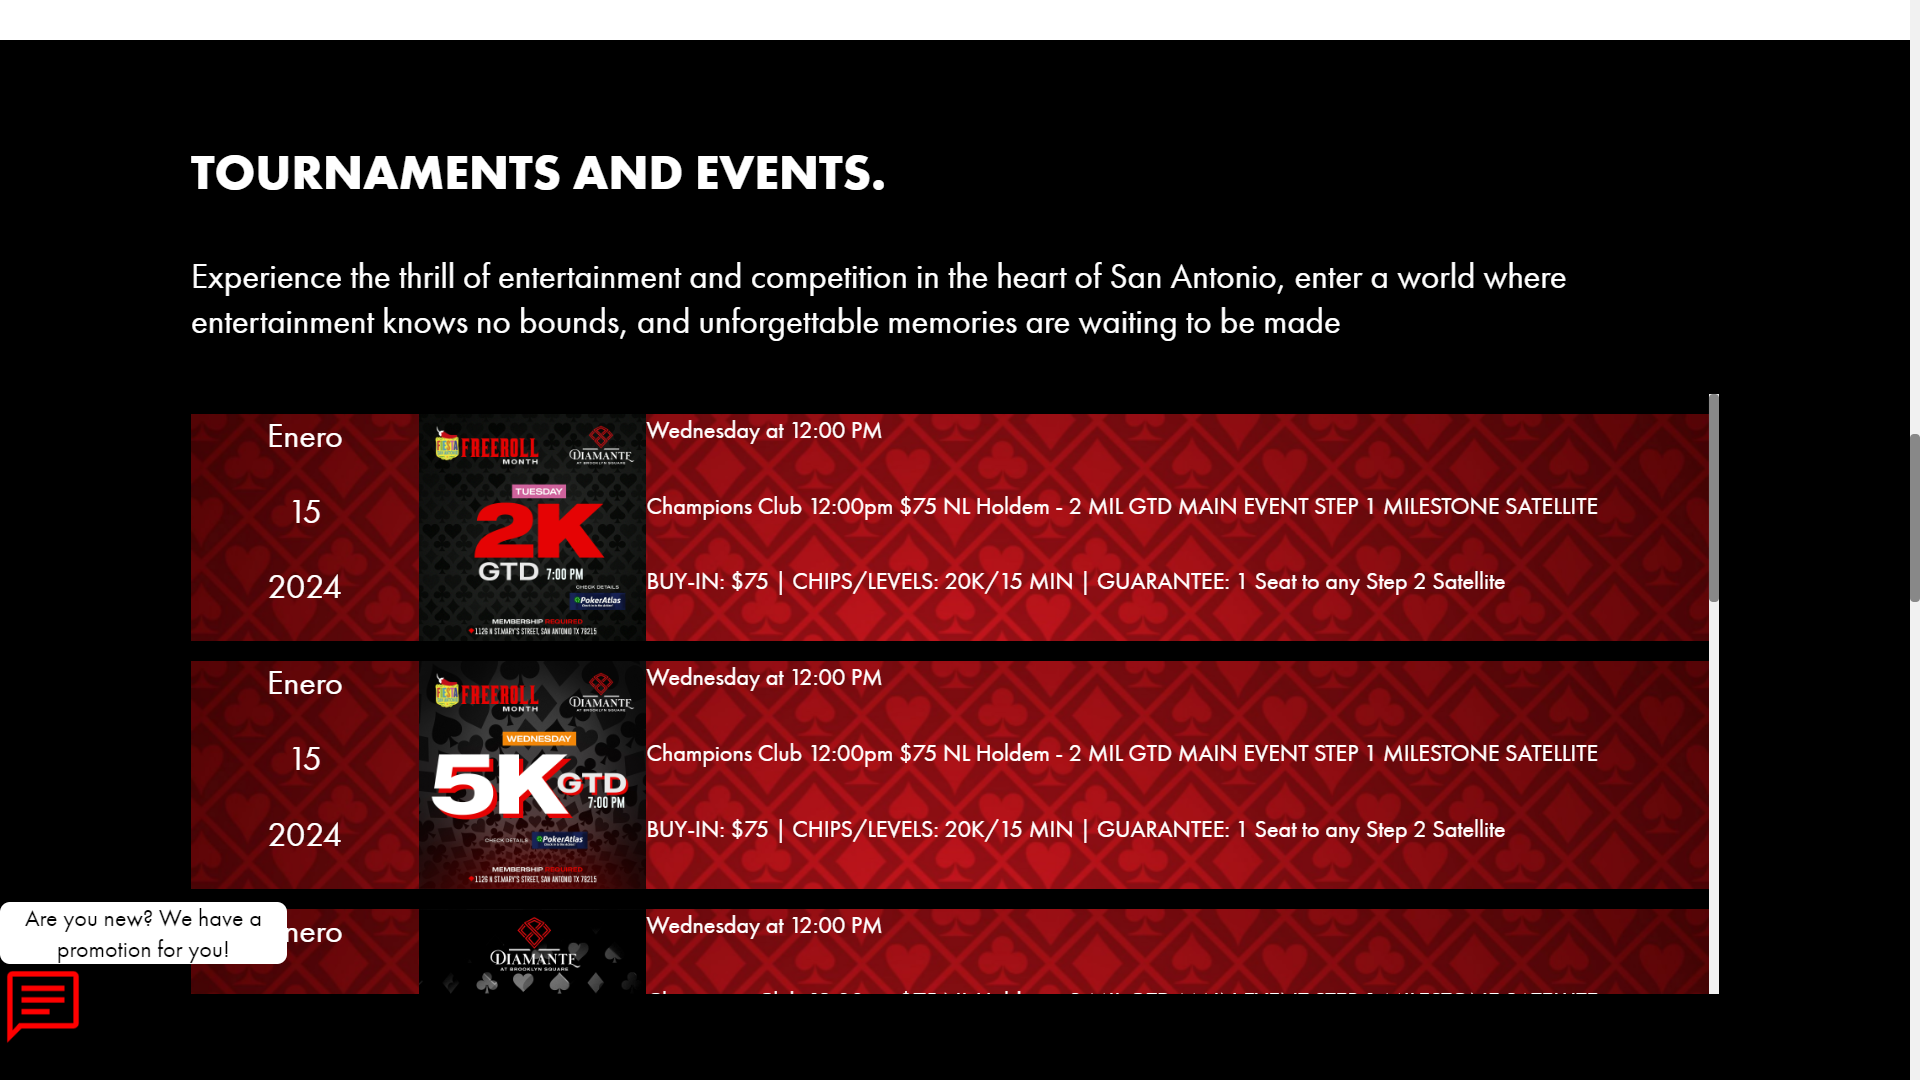 TOURNAMENTS AND EVENTS.
Experience the thrill of entertainment and competition in the heart of San Antonio, enter a world where
entertainment knows no bounds, and unforgettable memories are waiting to be made
Enero
15
2024
FIESTA
FREEROLL
MONTH
DIAMANTE
AT BROOKLYN SQUARE
TUESDAY
2K
GTD 7:00 PM
CHECK DETAILS
PokerAtlas
MEMBERSHIP REQUIRED
1126 N ST.MARY'S STREET, SAN ANTONIO TX 78215
Wednesday at 12:00 PM
Champions Club 12:00pm $75 NL Holdem - 2 MIL GTD MAIN EVENT STEP 1 MILESTONE SATELLITE
BUY-IN: $75 | CHIPS/LEVELS: 20K/15 MIN | GUARANTEE: 1 Seat to any Step 2 Satellite
Enero
15
2024
FIESTA
FREEROLL
MONTH
DIAMANTE
AT BROOKLYN SQUARE
WEDNESDAY
5K GTD
7:00 PM
CHECK DETAILS
PokerAtlas
MEMBERSHIP REQUIRED
1126 N ST.MARY'S STREET, SAN ANTONIO TX 78215
Wednesday at 12:00 PM
Champions Club 12:00pm $75 NL Holdem - 2 MIL GTD MAIN EVENT STEP 1 MILESTONE SATELLITE
BUY-IN: $75 | CHIPS/LEVELS: 20K/15 MIN | GUARANTEE: 1 Seat to any Step 2 Satellite
nero
DIAMANTE
AT BROOKLYN SQUARE
Wednesday at 12:00 PM
Are you new? We have a
promotion for you!